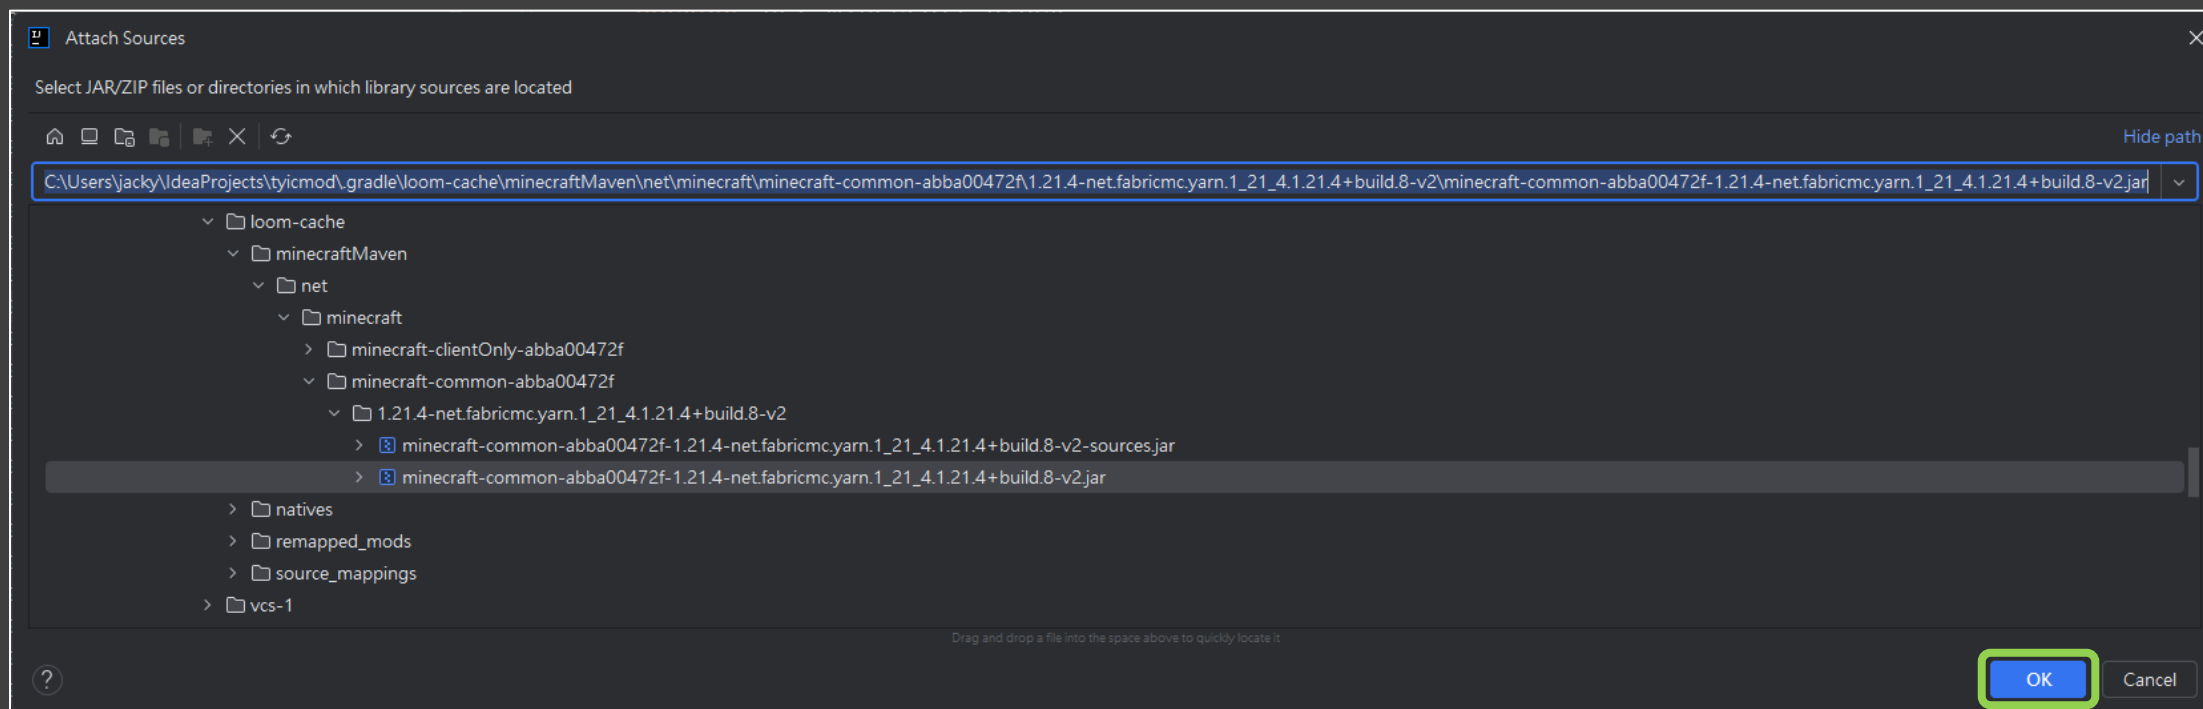 Attach Sources
Select JAR/ZIP files or directories in which library sources are located
Hide path
C:\Users\jacky\IdeaProjects\tyicmod\.gradle\loom-cache\minecraftMaven\net\minecraft\minecraft-common-abba00472f\1.21.4-net.fabricmc.yarn.1_21_4.1.21.4+build.8-v2\minecraft-common-abba00472f-1.21.4-net.fabricmc.yarn.1_21_4.1.21.4+build.8-v2.jar
loom-cache
minecraftMaven
net
minecraft
minecraft-clientOnly-abba00472f
minecraft-common-abba00472f
1.21.4-net.fabricmc.yarn.1_21_4.1.21.4+build.8-v2
minecraft-common-abba00472f-1.21.4-net.fabricmc.yarn.1_21_4.1.21.4+build.8-v2-sources.jar
minecraft-common-abba00472f-1.21.4-net.fabricmc.yarn.1_21_4.1.21.4+build.8-v2.jar
natives
remapped_mods
source_mappings
vcs-1
Drag and drop a file into the space above to quickly locate it
OK Cancel